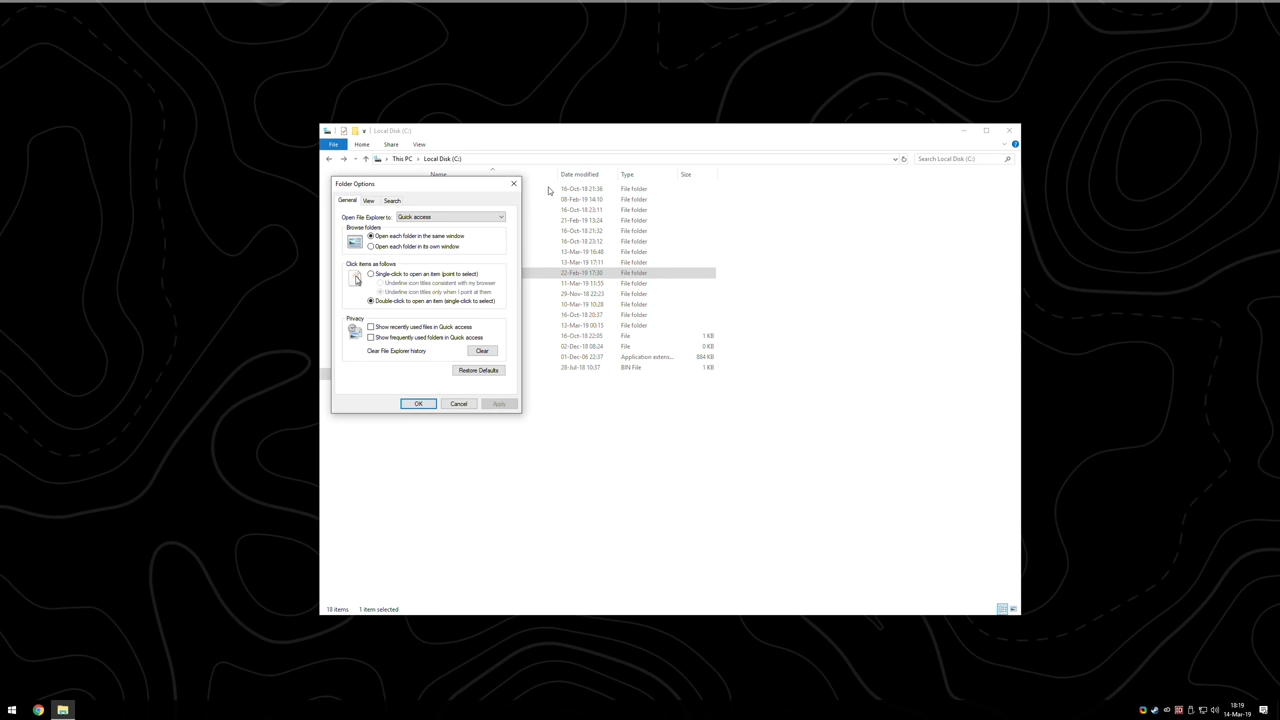 Local Disk (C:)
File Home Share View
This PC Local Disk (C:) Search Local Disk (C:)
Name Date modified Type Size
Folder Options
General View Search
Open File Explorer to: Quick access
Browse folders
Open each folder in the same window
Open each folder in its own window
Click items as follows
Single-click to open an item (point to select)
Underline icon titles consistent with my browser
Underline icon titles only when I point at them
Double-click to open an item (single-click to select)
Privacy
Show recently used files in Quick access
Show frequently used folders in Quick access
Clear File Explorer history Clear
Restore Defaults
OK Cancel Apply
16-Oct-18 21:36 File folder
08-Feb-19 14:10 File folder
16-Oct-18 23:11 File folder
21-Feb-19 13:24 File folder
16-Oct-18 21:32 File folder
16-Oct-18 23:12 File folder
13-Mar-19 16:48 File folder
13-Mar-19 17:11 File folder
22-Feb-19 17:30 File folder
11-Mar-19 11:55 File folder
29-Nov-18 22:23 File folder
10-Mar-19 10:28 File folder
16-Oct-18 20:37 File folder
13-Mar-19 00:15 File folder
16-Oct-18 22:05 File 1 KB
02-Dec-18 08:24 File 0 KB
01-Dec-06 22:37 Application extens... 884 KB
28-Jul-18 10:37 BIN File 1 KB
18 items 1 item selected
18:19
14-Mar-19